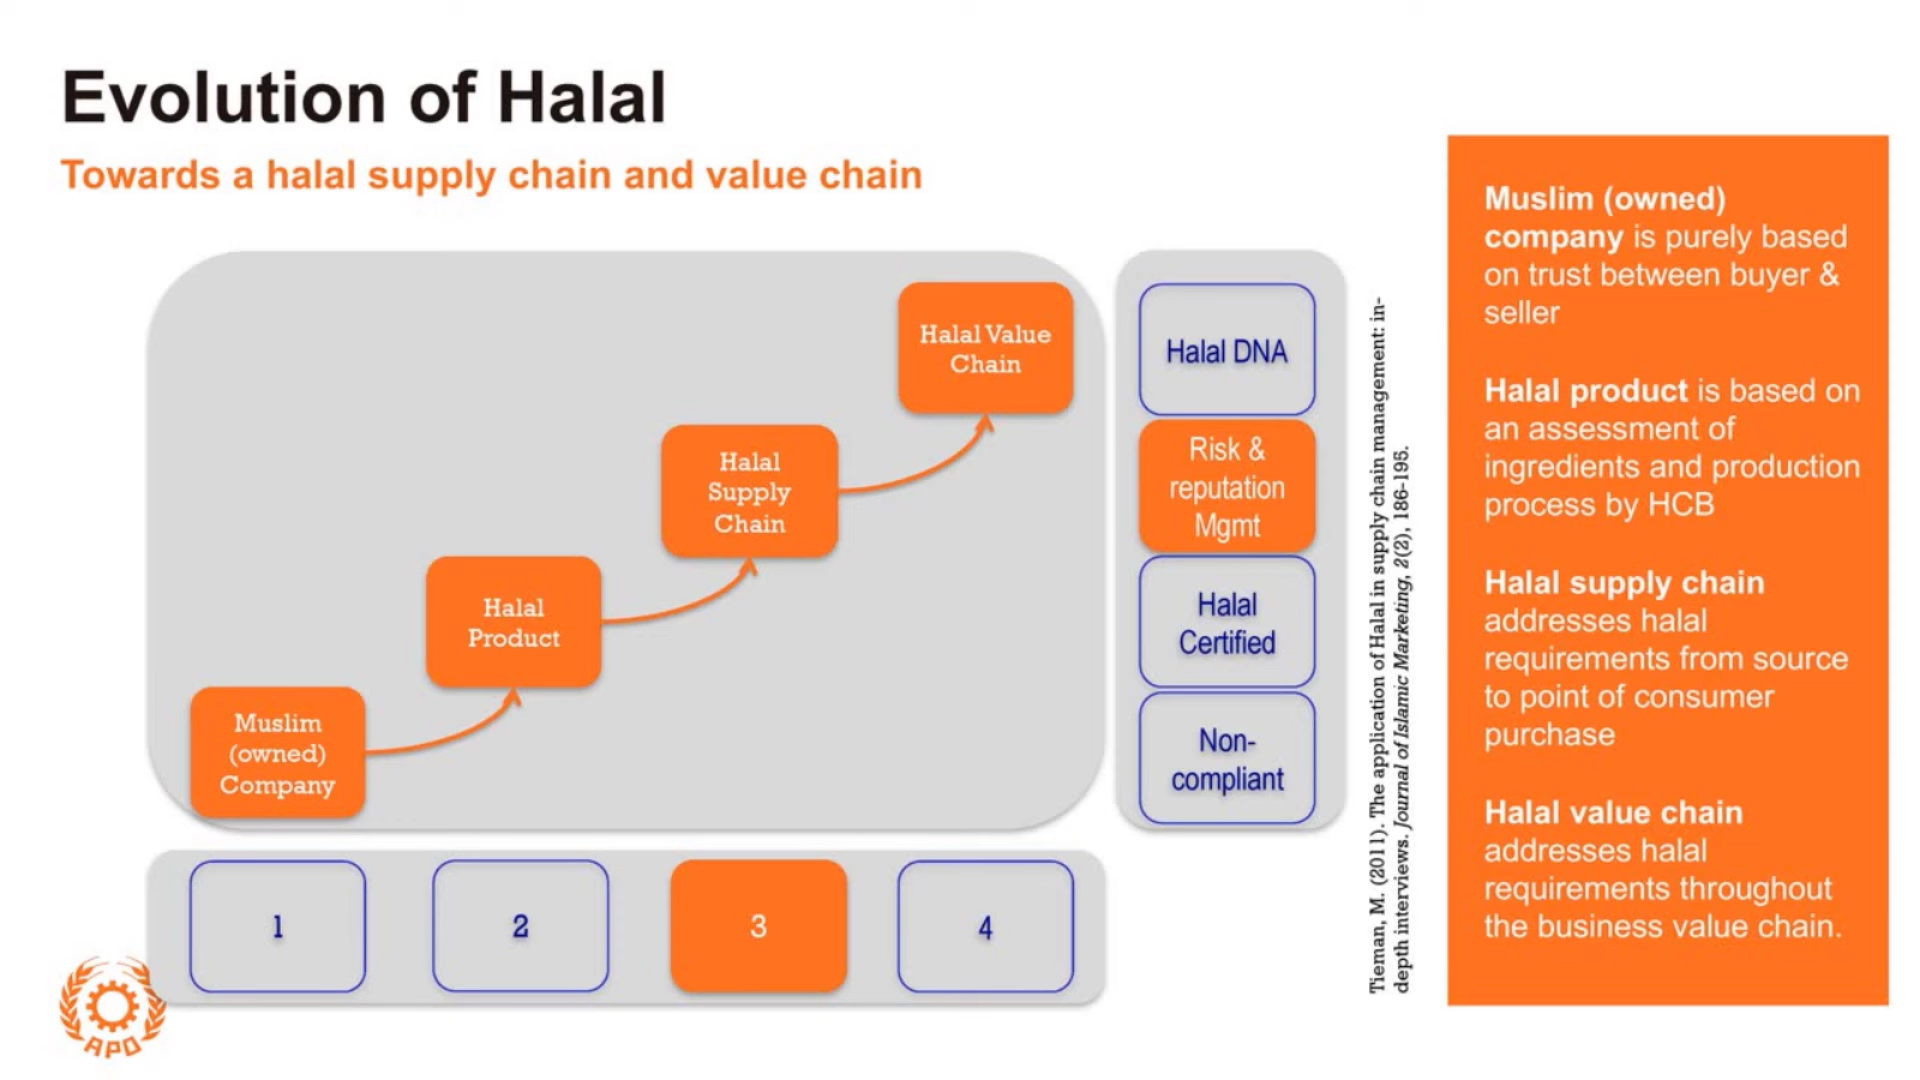 Evolution of Halal
Towards a halal supply chain and value chain
Halal Value
Chain
Halal
Supply
Chain
Halal
Product
Muslim
(owned)
Company
1
2
3
4
Halal DNA
Risk &
reputation
Mgmt
Halal
Certified
Non-
compliant
Tieman, M. (2011). The application of Halal in supply chain management: in-
depth interviews. Journal of Islamic Marketing, 2(2), 186-195.
Muslim (owned)
company is purely based
on trust between buyer &
seller
Halal product is based on
an assessment of
ingredients and production
process by HCB
Halal supply chain
addresses halal
requirements from source
to point of consumer
purchase
Halal value chain
addresses halal
requirements throughout
the business value chain.
APO